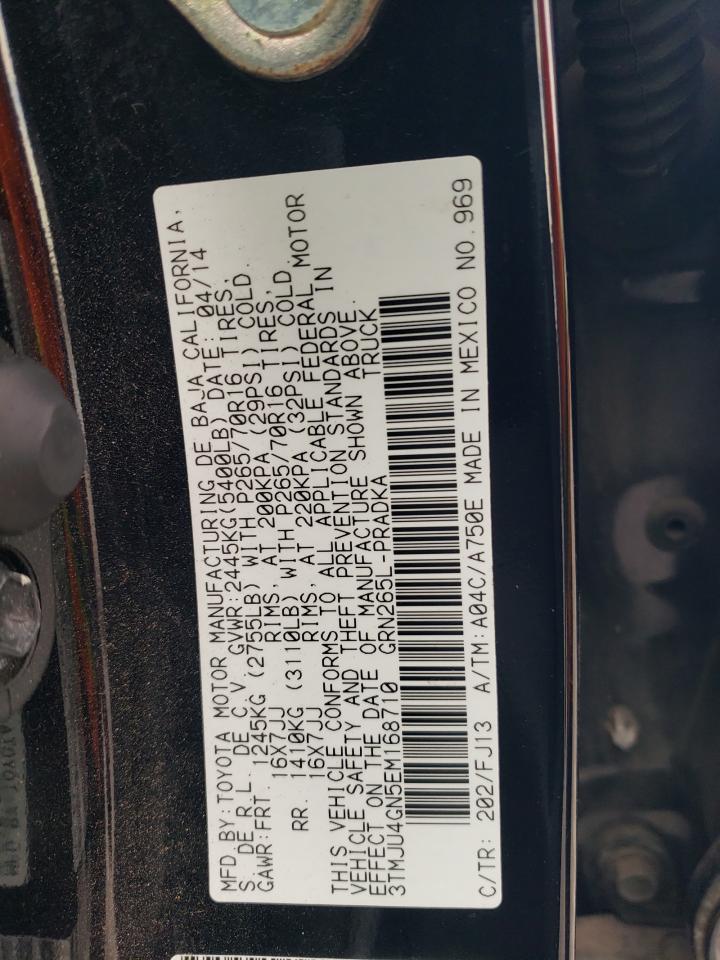 MFD.BY:TOYOTA MOTOR MANUFACTURING DE BAJA CALIFORNIA,
S. DE R.L. DE C.V. GVWR:2445KG(5400LB) DATE: 04/14
GAWR:FRT. 1245KG (2755LB) WITH P265/70R16 TIRES,
16X7JJ RIMS, AT 200KPA (29PSI) COLD.
RR. 1410KG (3110LB) WITH P265/70R16 TIRES,
16X7JJ RIMS, AT 220KPA (32PSI) COLD.
THIS VEHICLE CONFORMS TO ALL APPLICABLE FEDERAL MOTOR
VEHICLE SAFETY AND THEFT PREVENTION STANDARDS IN
EFFECT ON THE DATE OF MANUFACTURE SHOWN ABOVE.
3TMJU4GN5EM168710 GRN265L-PRADKA TRUCK
C/TR: 202/FJ13 A/TM:A04C/A750E MADE IN MEXICO NO.969